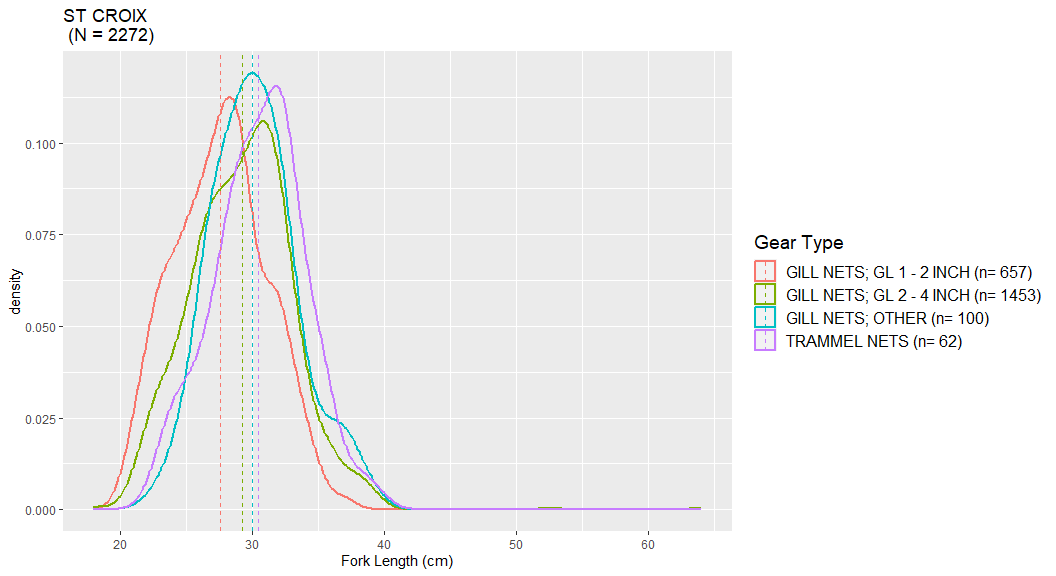 ST CROIX
(N = 2272)
density
0.100
0.075
0.050
0.025
0.000
20 30 40 50 60
Fork Length (cm)
Gear Type
GILL NETS; GL 1 - 2 INCH (n= 657)
GILL NETS; GL 2 - 4 INCH (n= 1453)
GILL NETS; OTHER (n= 100)
TRAMMEL NETS (n= 62)